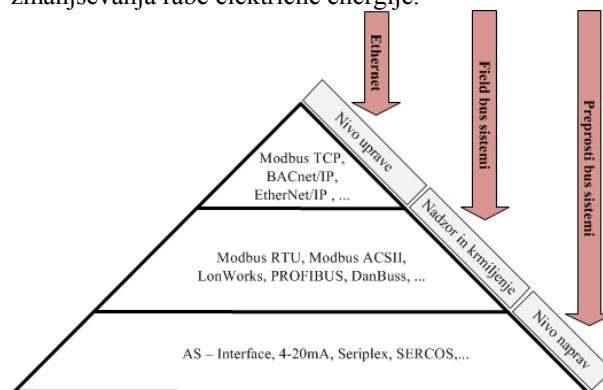 zmanjševanja rabe električne energije.
Ethernet
Field bus sistemi
Preprosti bus sistemi
Nivo uprave
Modbus TCP,
BACnet/IP,
EtherNet/IP , ...
Nadzor in krmiljenje
Modbus RTU, Modbus ACSII,
LonWorks, PROFIBUS, DanBuss, ...
Nivo naprav
AS – Interface, 4-20mA, Seriplex, SERCOS,...